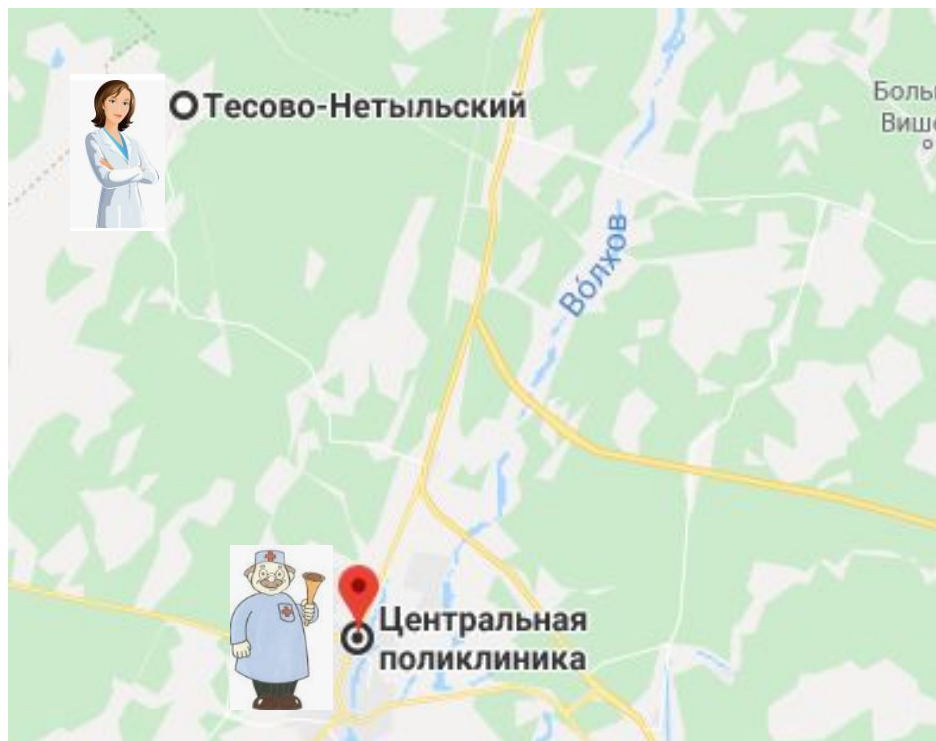 Тесово-Нетыльский
Волхов
Центральная
поликлиника